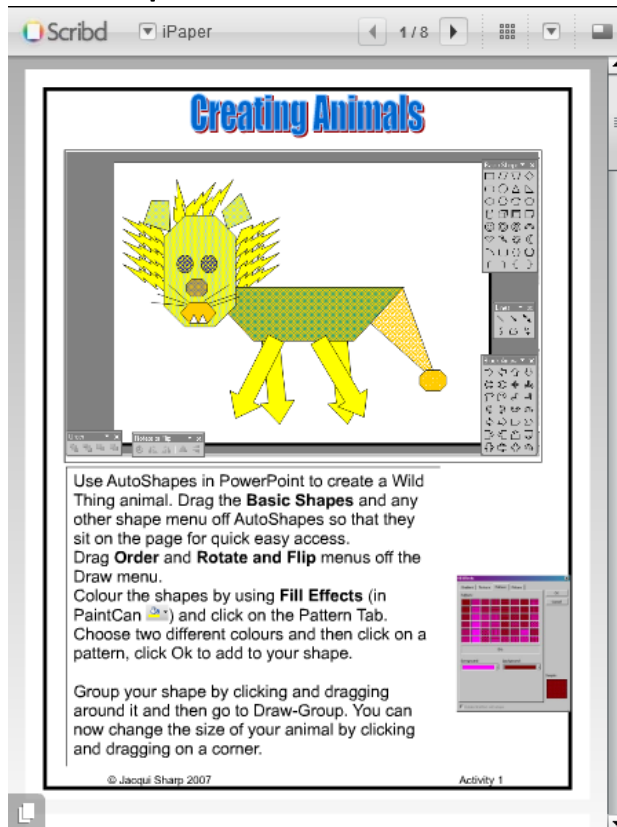 Scribd
iPaper
1 / 8
Creating Animals
Use AutoShapes in PowerPoint to create a Wild
Thing animal. Drag the Basic Shapes and any
other shape menu off AutoShapes so that they
sit on the page for quick easy access.
Drag Order and Rotate and Flip menus off the
Draw menu.
Colour the shapes by using Fill Effects (in
PaintCan ) and click on the Pattern Tab.
Choose two different colours and then click on a
pattern, click Ok to add to your shape.
Group your shape by clicking and dragging
around it and then go to Draw-Group. You can
now change the size of your animal by clicking
and dragging on a corner.
© Jacqui Sharp 2007
Activity 1